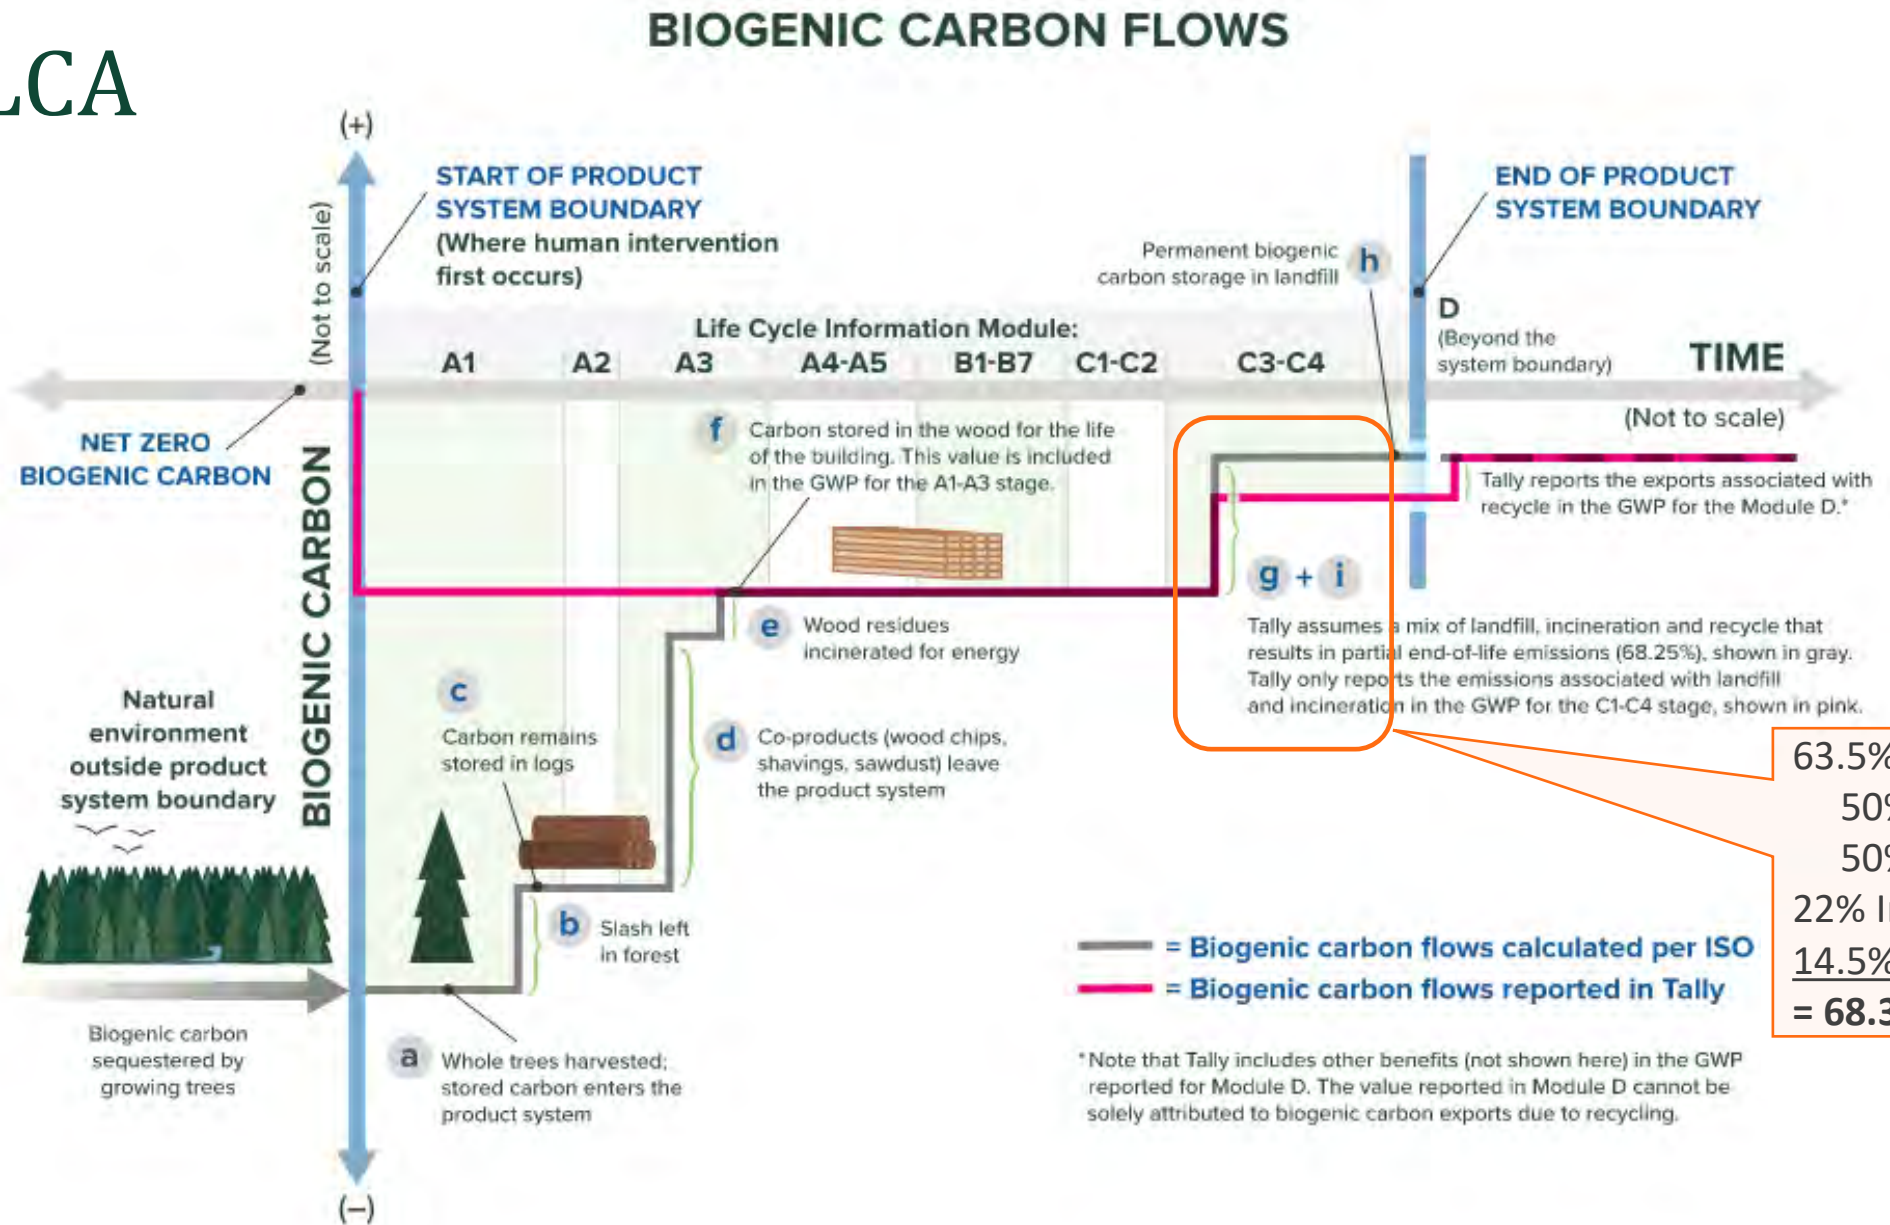 BIOGENIC CARBON FLOWS
LCA
(+)
(Not to scale)
START OF PRODUCT
SYSTEM BOUNDARY
(Where human intervention
first occurs)
END OF PRODUCT
SYSTEM BOUNDARY
Permanent biogenic
carbon storage in landfill
h
D
(Beyond the
system boundary)
TIME
(Not to scale)
Life Cycle Information Module:
A1 A2 A3 A4-A5 B1-B7 C1-C2 C3-C4
NET ZERO
BIOGENIC CARBON
BIOGENIC CARBON
f
Carbon stored in the wood for the life
of the building. This value is included
in the GWP for the A1-A3 stage.
Tally reports the exports associated with
recycle in the GWP for the Module D.*
g + i
Tally assumes a mix of landfill, incineration and recycle that
results in partial end-of-life emissions (68.25%), shown in gray.
Tally only reports the emissions associated with landfill
and incineration in the GWP for the C1-C4 stage, shown in pink.
e
Wood residues
incinerated for energy
c
Carbon remains
stored in logs
d
Co-products (wood chips,
shavings, sawdust) leave
the product system
Natural
environment
outside product
system boundary
b
Slash left
in forest
63.5%
50%
50%
22%
14.5%
= 68.3
= Biogenic carbon flows calculated per ISO
= Biogenic carbon flows reported in Tally
Biogenic carbon
sequestered by
growing trees
a
Whole trees harvested;
stored carbon enters the
product system
*Note that Tally includes other benefits (not shown here) in the GWP
reported for Module D. The value reported in Module D cannot be
solely attributed to biogenic carbon exports due to recycling.
(−)